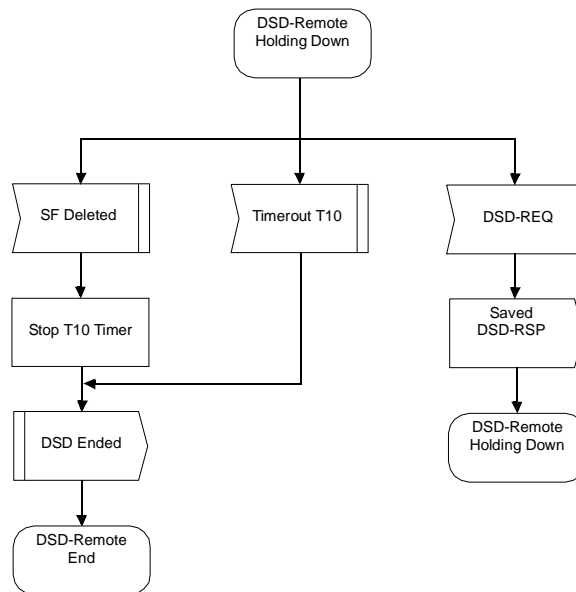 DSD-Remote
Holding Down
SF Deleted
Timerout T10
DSD-REQ
Stop T10 Timer
Saved
DSD-RSP
DSD Ended
DSD-Remote
Holding Down
DSD-Remote
End